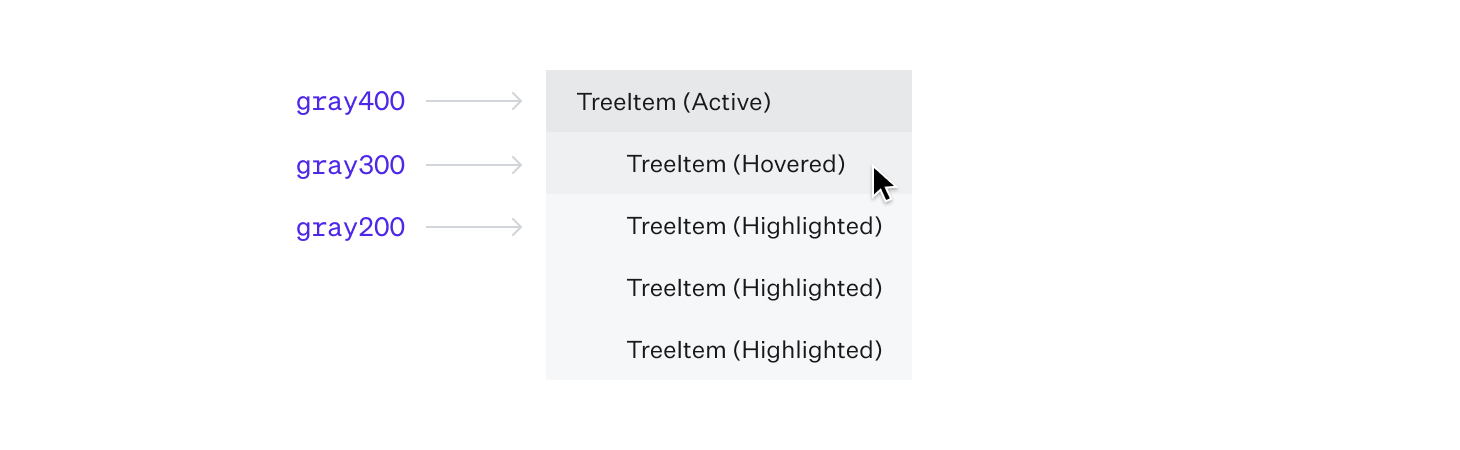 gray400 TreeItem (Active)
gray300 TreeItem (Hovered)
gray200 TreeItem (Highlighted)
TreeItem (Highlighted)
TreeItem (Highlighted)